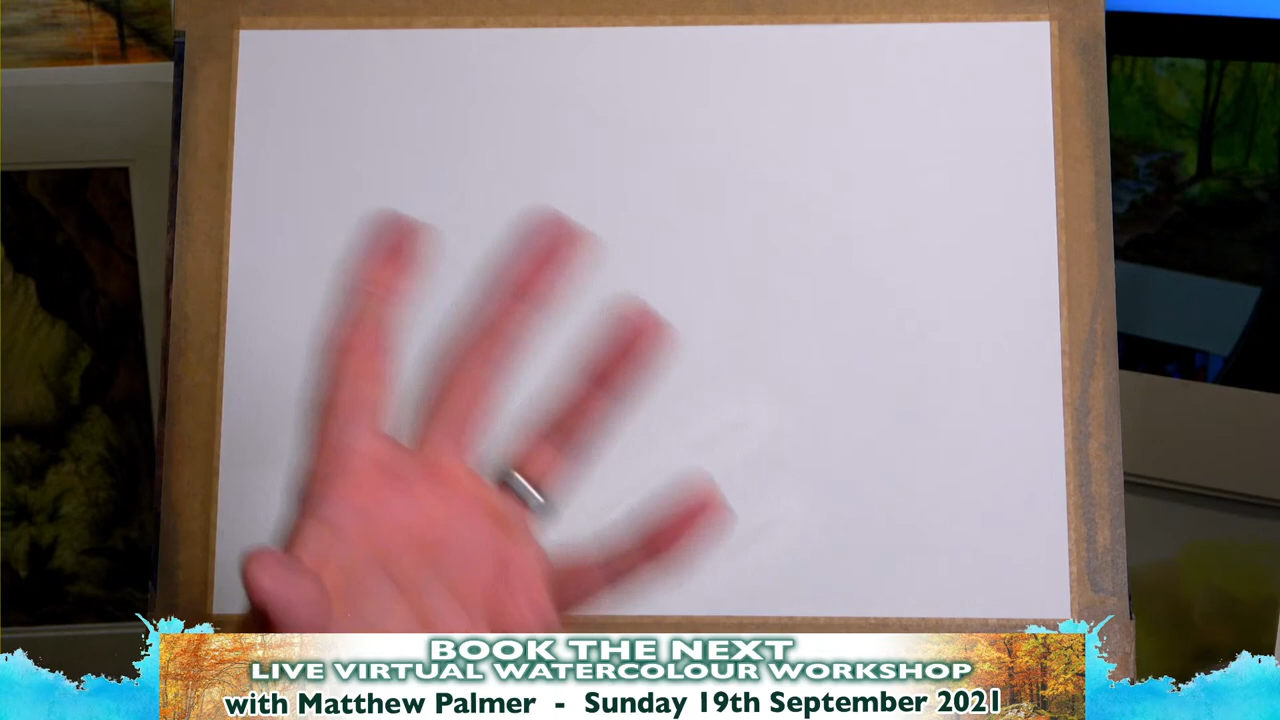 BOOK THE NEXT
LIVE VIRTUAL WATERCOLOUR WORKSHOP
with Matthew Palmer - Sunday 19th September 2021